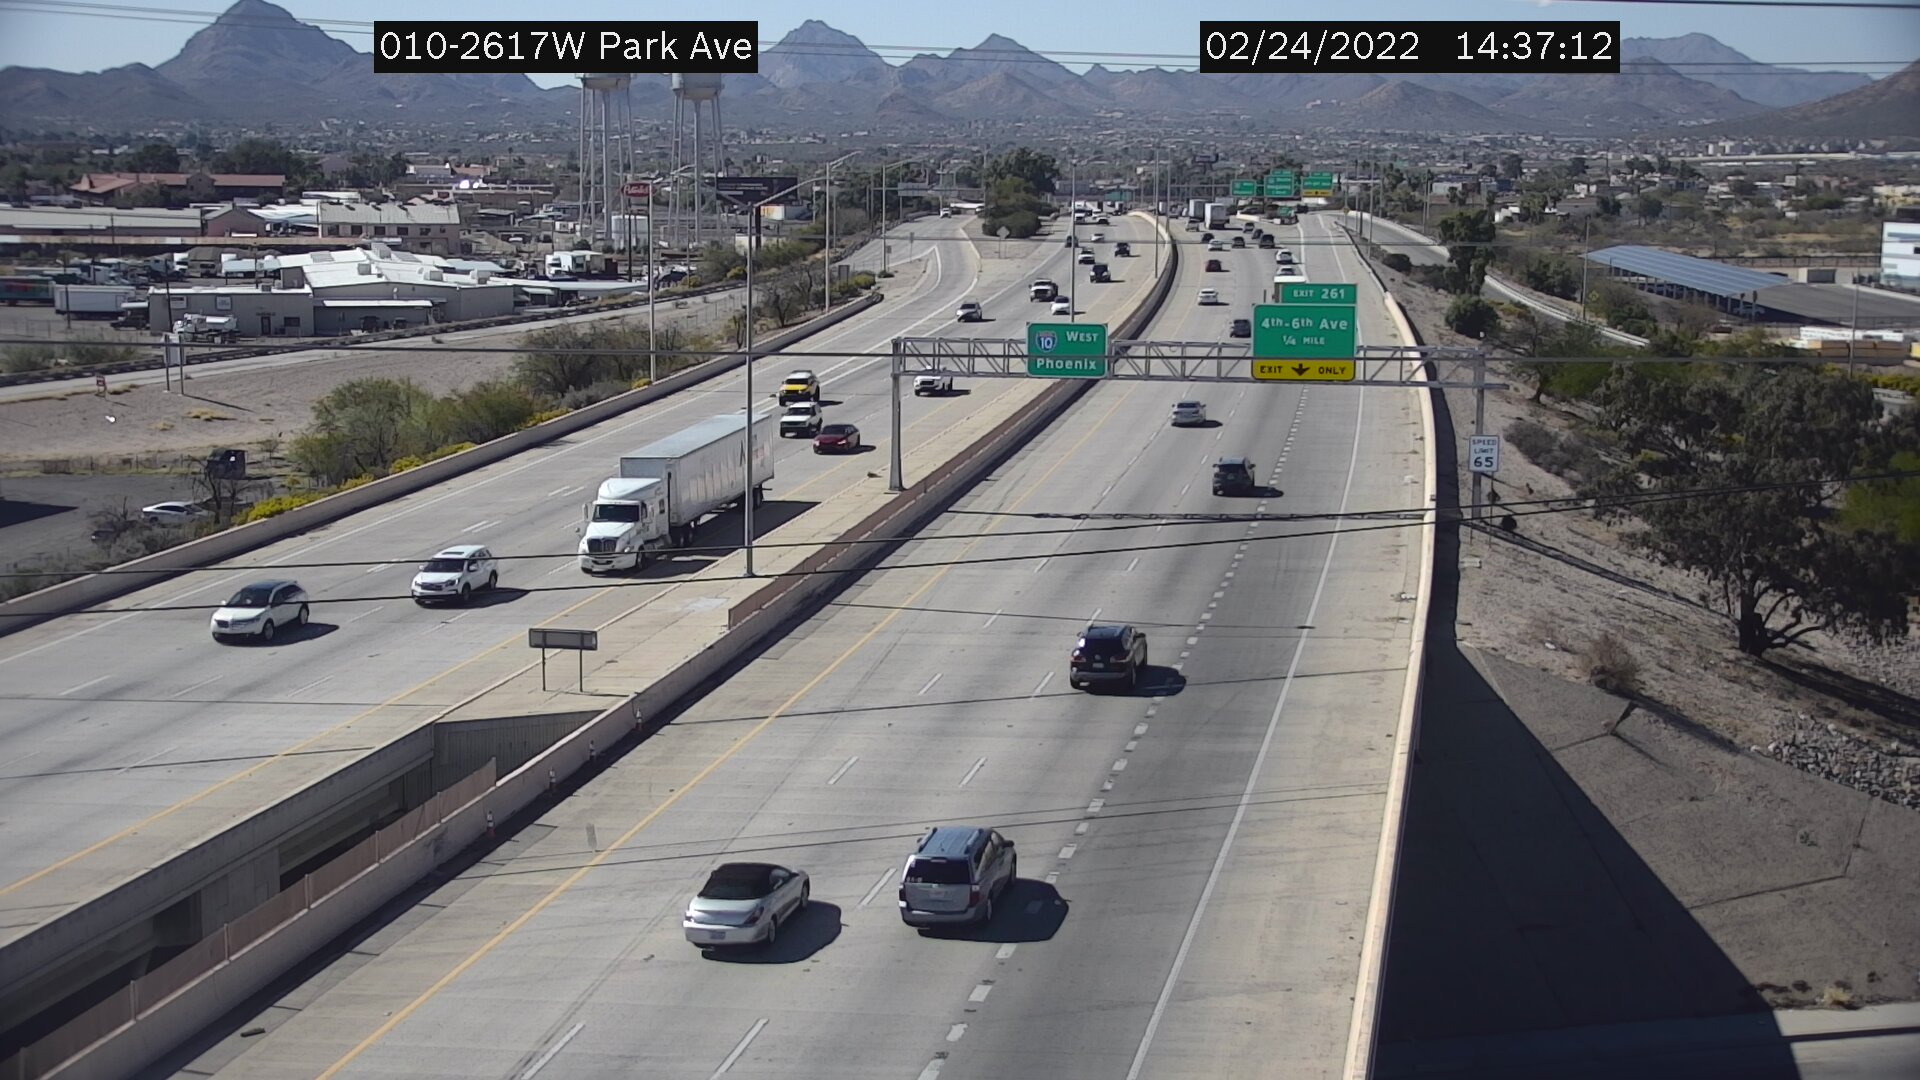 010-2617W Park Ave
02/24/2022 14:37:12
EXIT 261
4th-6th Ave
1/4 MILE
EXIT ONLY
10 WEST
Phoenix
SPEED
LIMIT
65